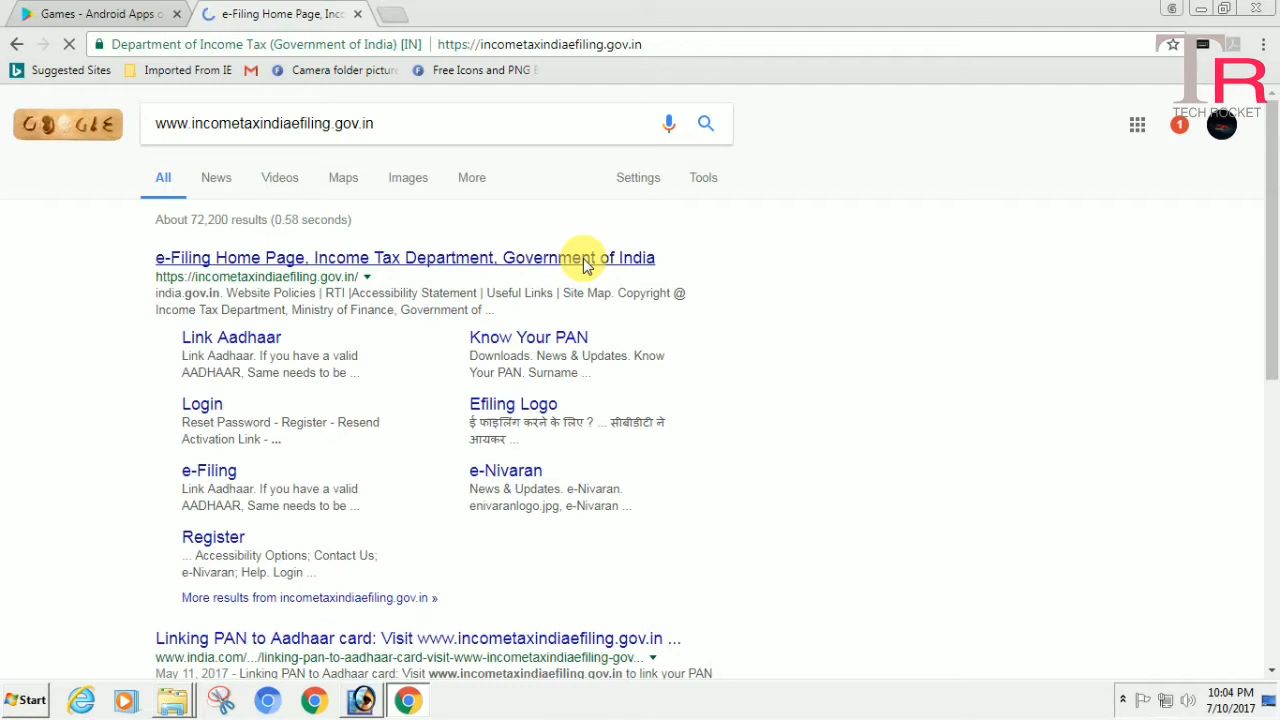 Games - Android Apps o
e-Filing Home Page, Inc
Department of Income Tax (Government of India) [IN]
https://incometaxindiaefiling.gov.in
Suggested Sites
Imported From IE
Camera folder pictur
Free Icons and PNG B
TR
TECH ROCKET
GOOGLE
www.incometaxindiaefiling.gov.in
1
All
News
Videos
Maps
Images
More
Settings
Tools
About 72,200 results (0.58 seconds)
e-Filing Home Page, Income Tax Department, Government of India
https://incometaxindiaefiling.gov.in/
india.gov.in. Website Policies | RTI |Accessibility Statement | Useful Links | Site Map. Copyright @
Income Tax Department, Ministry of Finance, Government of ...
Link Aadhaar
Link Aadhaar. If you have a valid
AADHAAR, Same needs to be ...
Know Your PAN
Downloads. News & Updates. Know
Your PAN. Surname ...
Login
Reset Password - Register - Resend
Activation Link - ...
Efiling Logo
ई फाइलिंग करने के लिए ? ... सीबीडीटी ने
आयकर ...
e-Filing
Link Aadhaar. If you have a valid
AADHAAR, Same needs to be ...
e-Nivaran
News & Updates. e-Nivaran.
enivaranlogo.jpg, e-Nivaran ...
Register
... Accessibility Options; Contact Us;
e-Nivaran; Help. Login ...
More results from incometaxindiaefiling.gov.in »
Linking PAN to Aadhaar card: Visit www.incometaxindiaefiling.gov.in ...
www.india.com/.../linking-pan-to-aadhaar-card-visit-www-incometaxindiaefiling-gov...
May 11, 2017 - Linking PAN to Aadhaar card: Visit www.incometaxindiaefiling.gov.in to link your PAN
Start
10:04 PM
7/10/2017